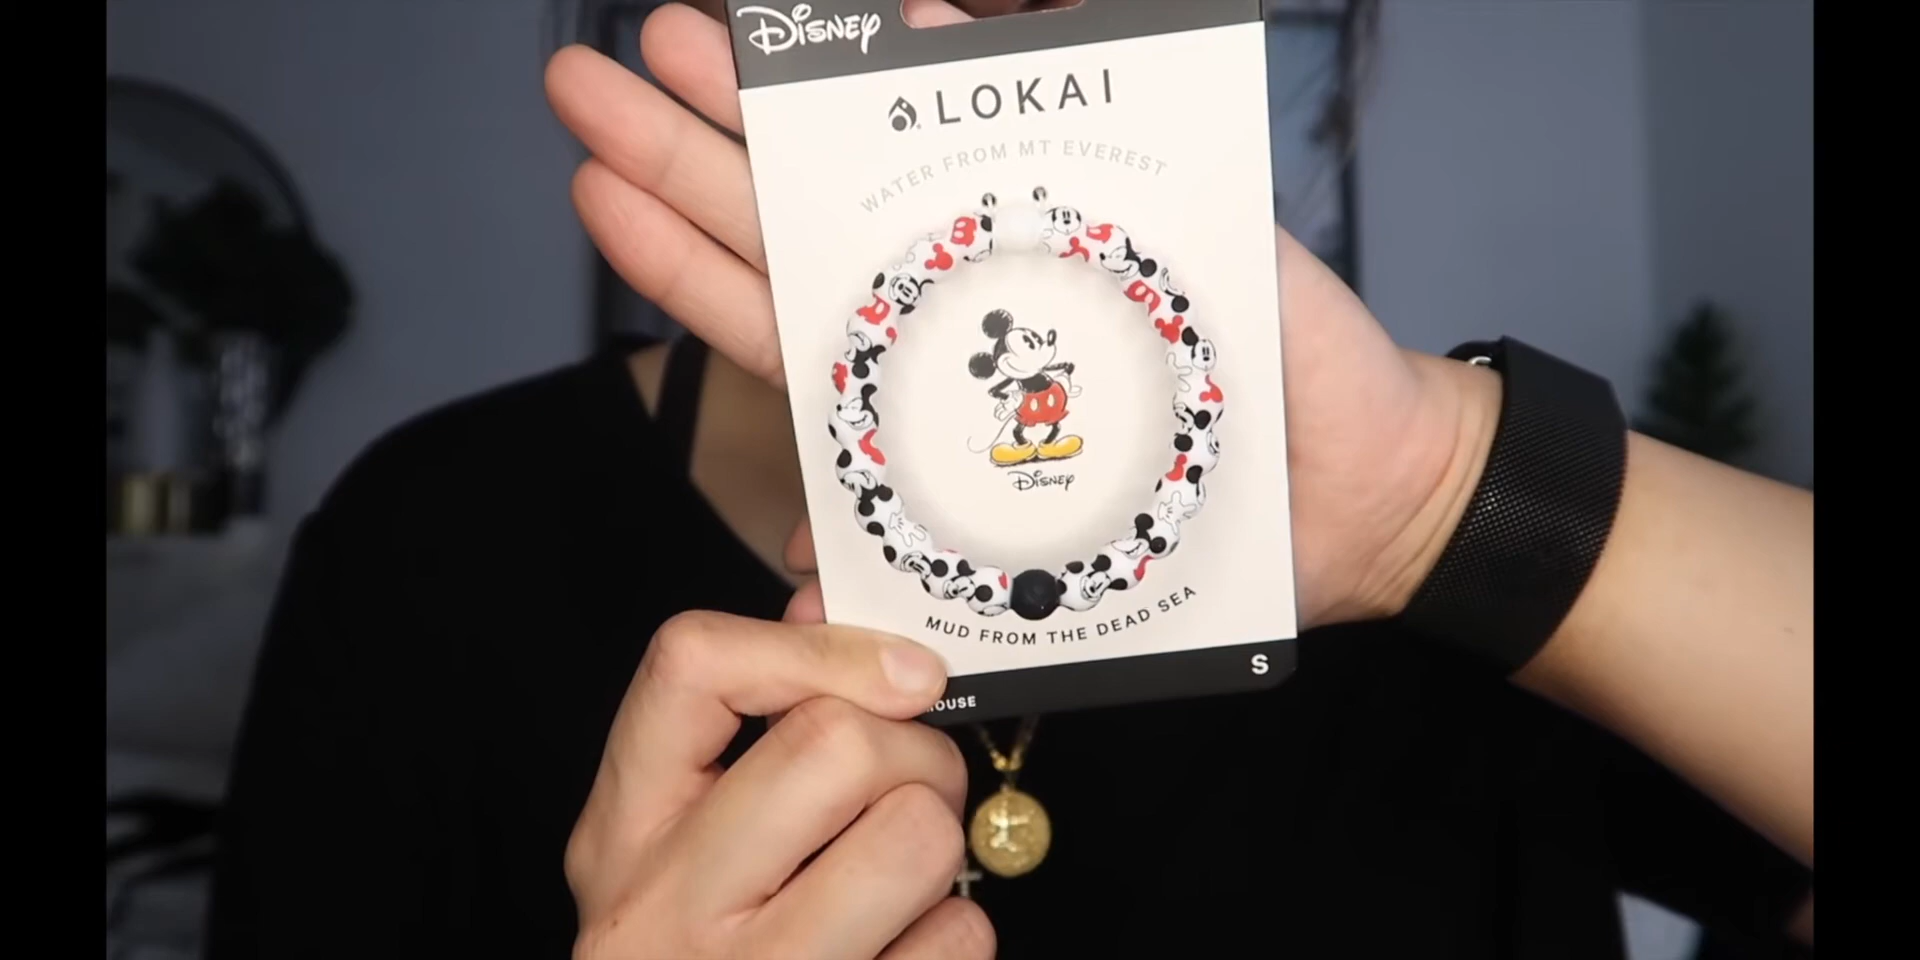 Disney
LOKAI
WATER FROM MT EVEREST
Disney
MUD FROM THE DEAD SEA
S
OUSE